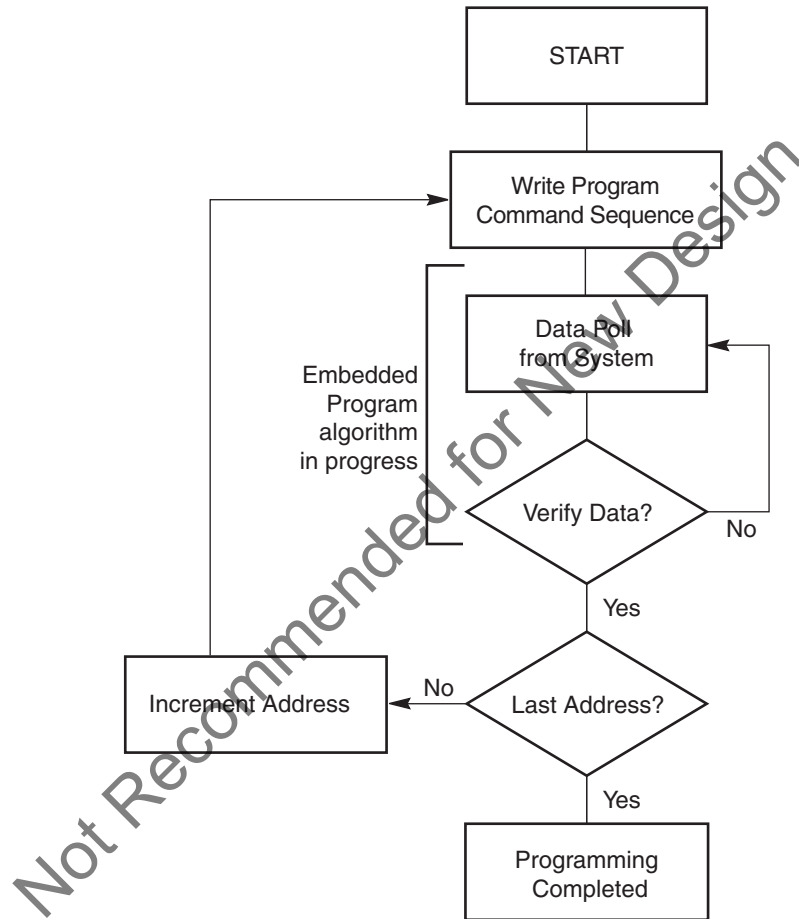 START
Write Program
Command Sequence
Data Poll
from System
Embedded
Program
algorithm
in progress
Verify Data?
No
Yes
Last Address?
No
Increment Address
Yes
Programming
Completed
Not Recommended for New Design